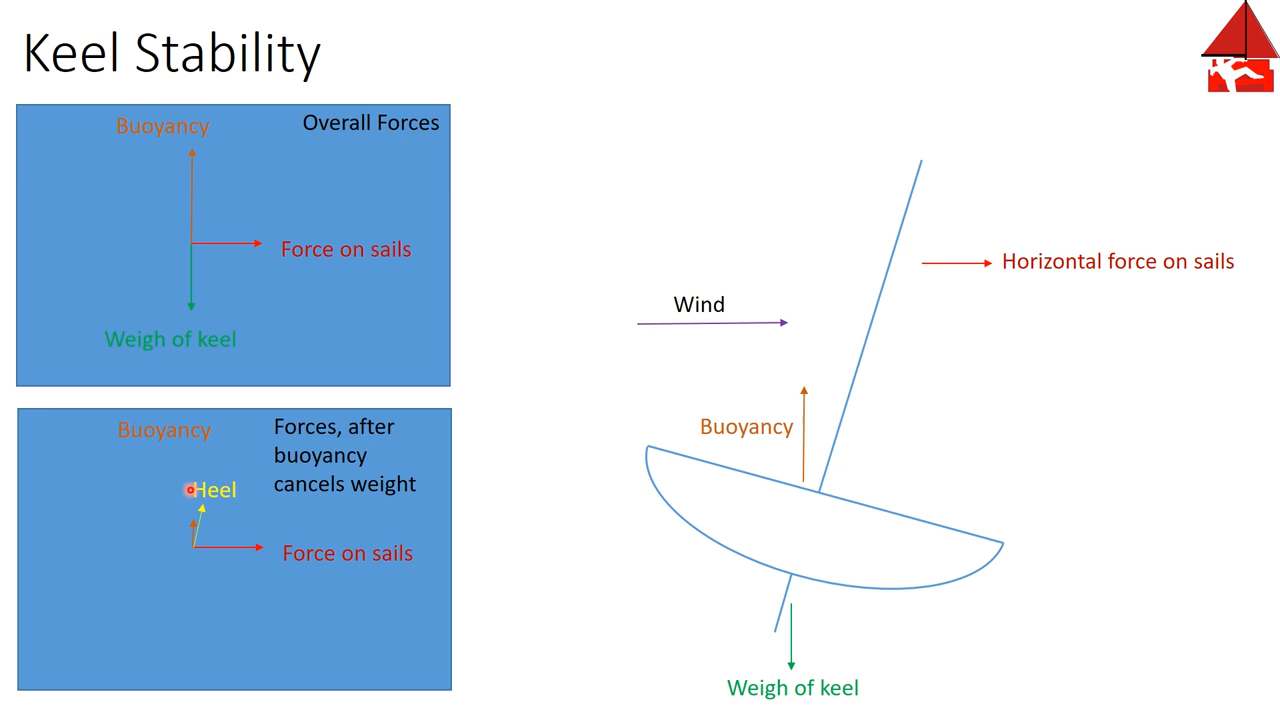 Keel Stability
Buoyancy
Overall Forces
Force on sails
Weigh of keel
Buoyancy
Forces, after
buoyancy
cancels weight
Heel
Force on sails
Wind
Horizontal force on sails
Buoyancy
Weigh of keel